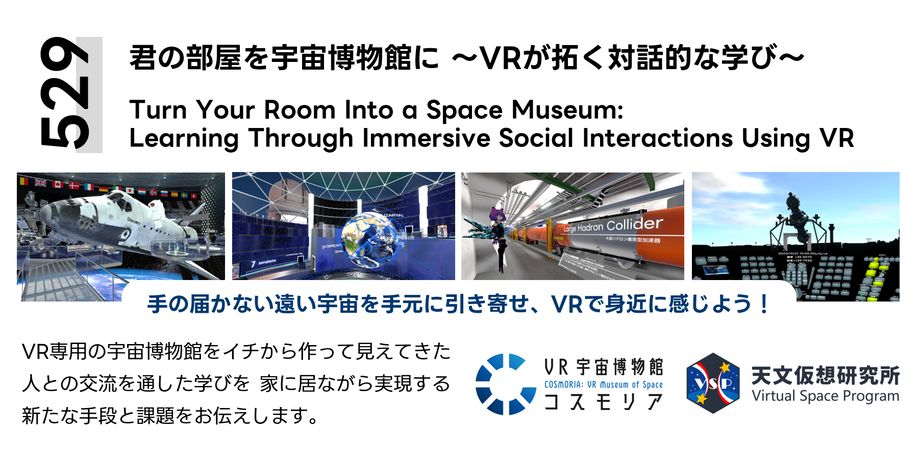 529
君の部屋を宇宙博物館に ～VRが拓く対話的な学び～
Turn Your Room Into a Space Museum:
Learning Through Immersive Social Interactions Using VR
Large Hadron Collider
手の届かない遠い宇宙を手元に引き寄せ、VRで身近に感じよう！
VR専用の宇宙博物館をイチから作って見えてきた
人との交流を通した学びを 家に居ながら実現する
新たな手段と課題をお伝えします。
VR 宇宙博物館
COSMORIA: VR Museum of Space
コスモリア
VSP
天文仮想研究所
Virtual Space Program